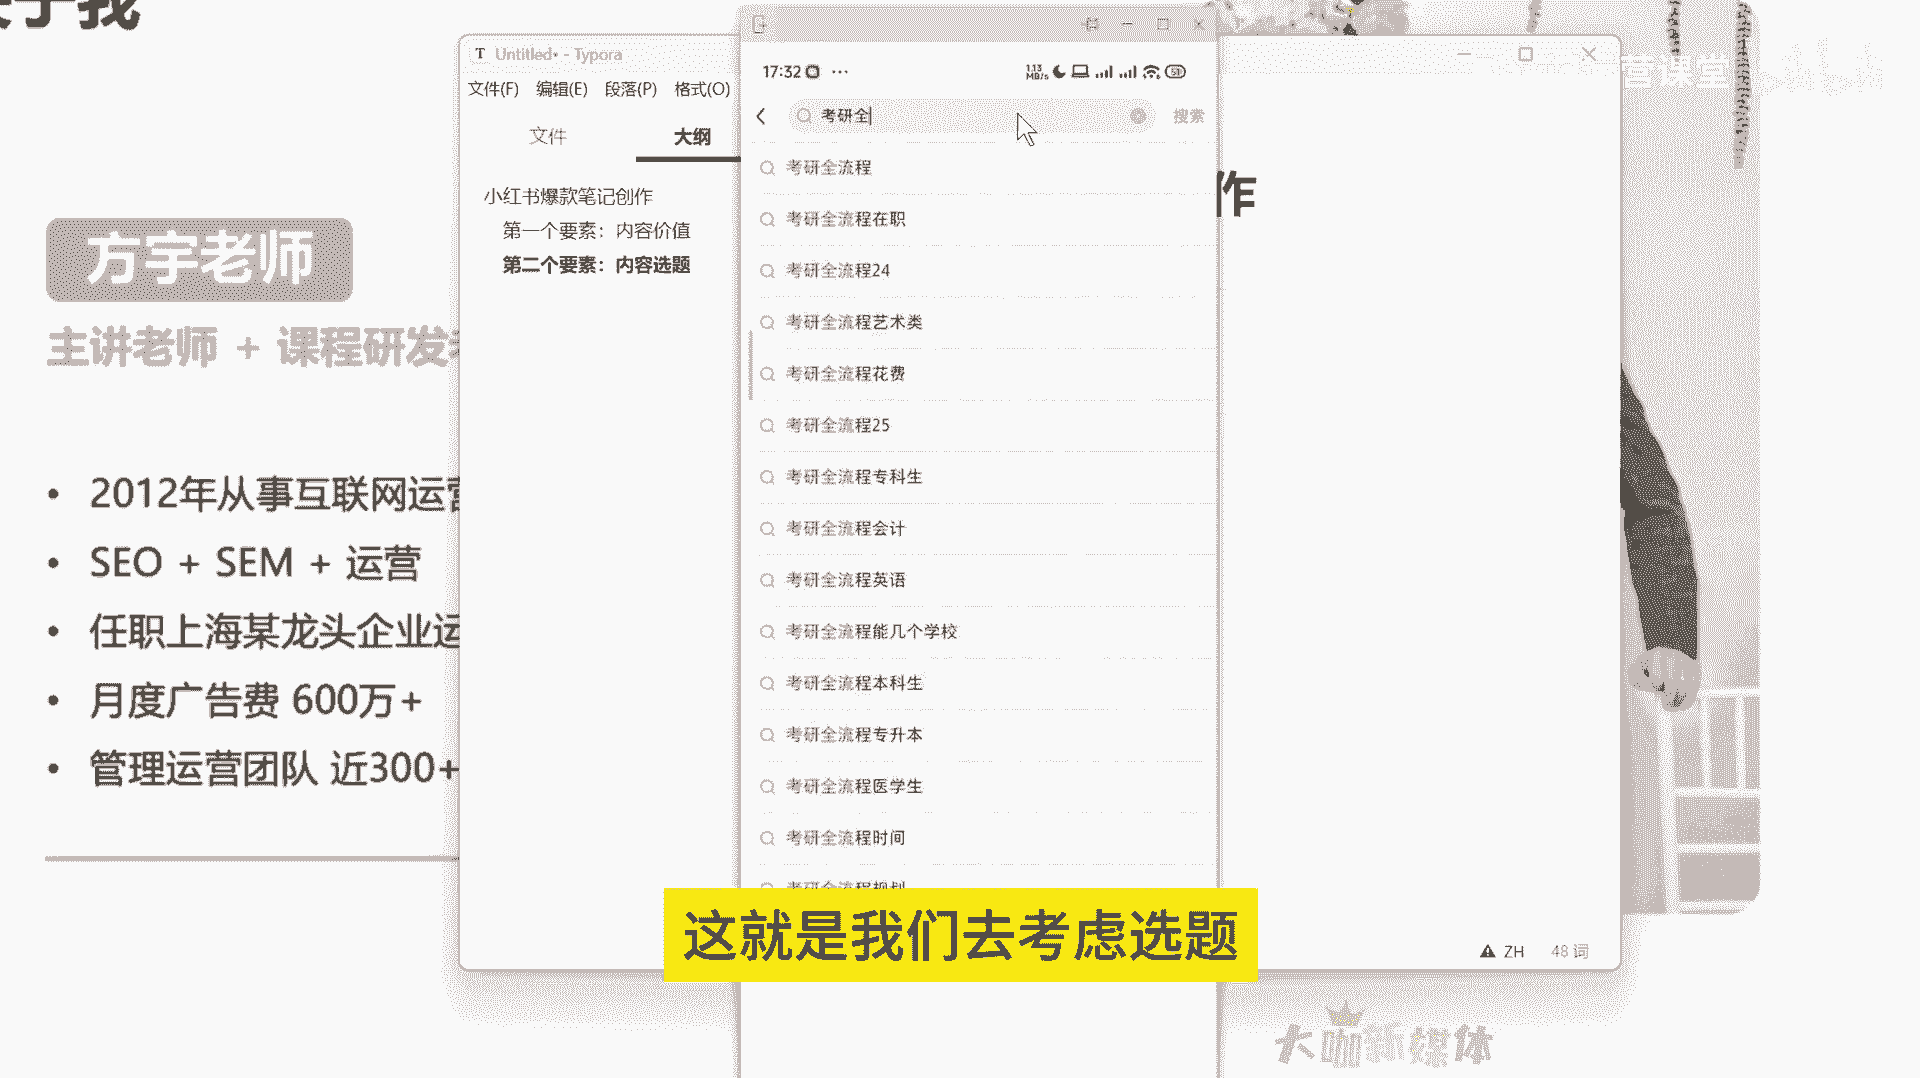 关于我
方宇老师
主讲老师 + 课程研发
• 2012年从事互联网运营
• SEO + SEM + 运营
• 任职上海某龙头企业运
• 月度广告费 600万+
• 管理运营团队 近300+
T Untitled• - Typora
文件(F) 编辑(E) 段落(P) 格式(O)
文件 大纲
小红书爆款笔记创作
第一个要素：内容价值
第二个要素：内容选题
17:32 ···
1.13 MB/s 51
考研全 搜索
考研全流程
考研全流程在职
考研全流程24
考研全流程艺术类
考研全流程花费
考研全流程25
考研全流程专科生
考研全流程会计
考研全流程英语
考研全流程能几个学校
考研全流程本科生
考研全流程专升本
考研全流程医学生
考研全流程时间
考研全流程规划
作
营课堂
bilibili
ZH 48 词
这就是我们去考虑选题
大咖新媒体